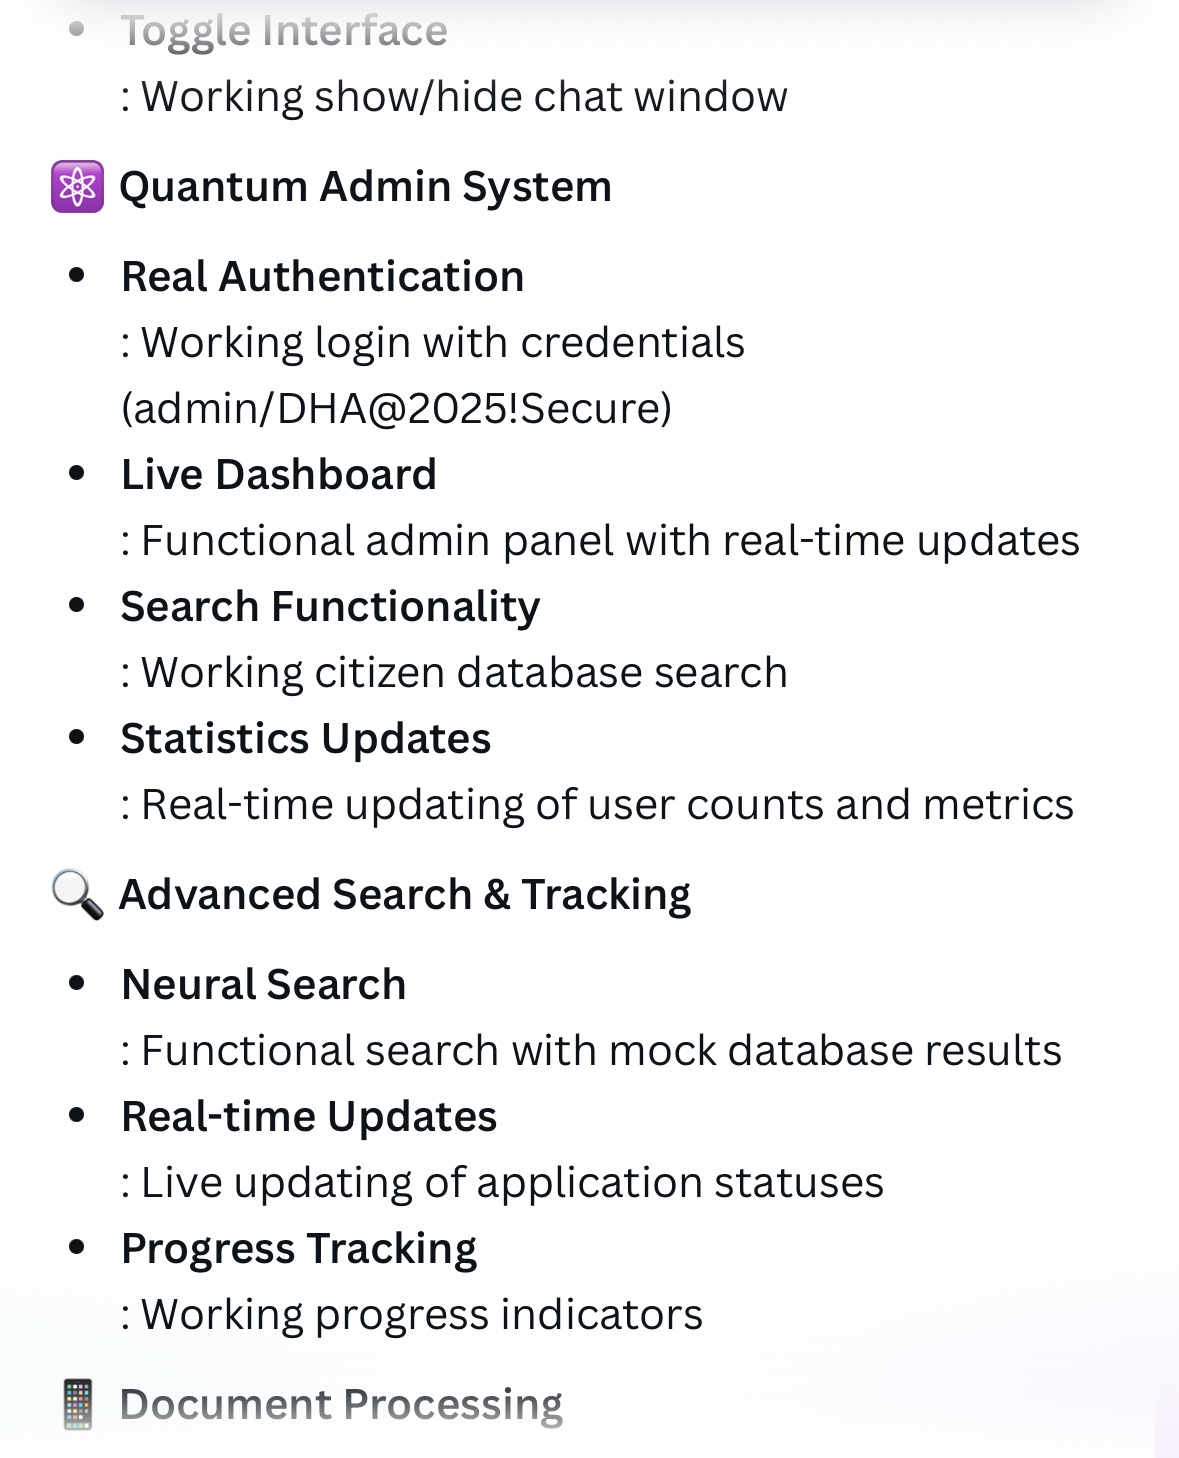 Toggle Interface
: Working show/hide chat window
Quantum Admin System
Real Authentication
: Working login with credentials
(admin/DHA@2025!Secure)
Live Dashboard
: Functional admin panel with real-time updates
Search Functionality
: Working citizen database search
Statistics Updates
: Real-time updating of user counts and metrics
Advanced Search & Tracking
Neural Search
: Functional search with mock database results
Real-time Updates
: Live updating of application statuses
Progress Tracking
: Working progress indicators
Document Processing